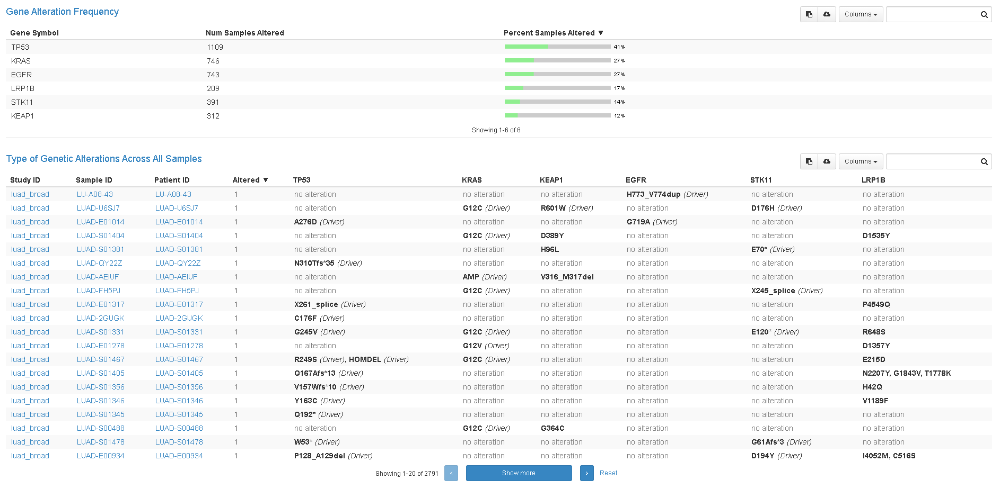 Gene Alteration Frequency
Columns
Gene Symbol Num Samples Altered Percent Samples Altered ▼
TP53 1109 41%
KRAS 746 27%
EGFR 743 27%
LRP1B 209 17%
STK11 391 14%
KEAP1 312 12%
Showing 1-6 of 6
Type of Genetic Alterations Across All Samples
Columns
Study ID Sample ID Patient ID Altered ▼ TP53 KRAS KEAP1 EGFR STK11 LRP1B
luad_broad LU-A08-43 LU-A08-43 1 no alteration no alteration no alteration H773_V774dup (Driver) no alteration no alteration
luad_broad LUAD-U6SJ7 LUAD-U6SJ7 1 no alteration G12C (Driver) R601W (Driver) no alteration D176H (Driver) no alteration
luad_broad LUAD-E01014 LUAD-E01014 1 A276D (Driver) no alteration no alteration G719A (Driver) no alteration no alteration
luad_broad LUAD-S01404 LUAD-S01404 1 no alteration G12C (Driver) D389Y no alteration no alteration D1535Y
luad_broad LUAD-S01381 LUAD-S01381 1 no alteration no alteration H96L no alteration E70* (Driver) no alteration
luad_broad LUAD-QY22Z LUAD-QY22Z 1 N310Tfs*35 (Driver) no alteration no alteration no alteration no alteration no alteration
luad_broad LUAD-AEIUF LUAD-AEIUF 1 no alteration AMP (Driver) V316_M317del no alteration no alteration no alteration
luad_broad LUAD-FH5PJ LUAD-FH5PJ 1 no alteration G12C (Driver) no alteration no alteration X245_splice (Driver) no alteration
luad_broad LUAD-E01317 LUAD-E01317 1 X261_splice (Driver) no alteration no alteration no alteration no alteration P4549Q
luad_broad LUAD-2GUGK LUAD-2GUGK 1 C176F (Driver) no alteration no alteration no alteration no alteration no alteration
luad_broad LUAD-S01331 LUAD-S01331 1 G245V (Driver) G12C (Driver) no alteration no alteration E120* (Driver) R648S
luad_broad LUAD-E01278 LUAD-E01278 1 no alteration G12V (Driver) no alteration no alteration no alteration D1357Y
luad_broad LUAD-S01467 LUAD-S01467 1 R249S (Driver), HOMDEL (Driver) G12C (Driver) no alteration no alteration no alteration E215D
luad_broad LUAD-S01405 LUAD-S01405 1 Q167Afs*13 (Driver) no alteration no alteration no alteration no alteration N2207Y, G1843V, T1778K
luad_broad LUAD-S01356 LUAD-S01356 1 V157Wfs*10 (Driver) no alteration no alteration no alteration no alteration H42Q
luad_broad LUAD-S01346 LUAD-S01346 1 Y163C (Driver) no alteration no alteration no alteration no alteration V1189F
luad_broad LUAD-S01345 LUAD-S01345 1 Q192* (Driver) no alteration no alteration no alteration no alteration no alteration
luad_broad LUAD-S00488 LUAD-S00488 1 no alteration G12C (Driver) G364C no alteration no alteration no alteration
luad_broad LUAD-S01478 LUAD-S01478 1 W53* (Driver) no alteration no alteration no alteration G61Afs*3 (Driver) no alteration
luad_broad LUAD-E00934 LUAD-E00934 1 P128_A129del (Driver) no alteration no alteration no alteration D194Y (Driver) I4052M, C516S
Showing 1-20 of 2791 ‹ Show more › Reset